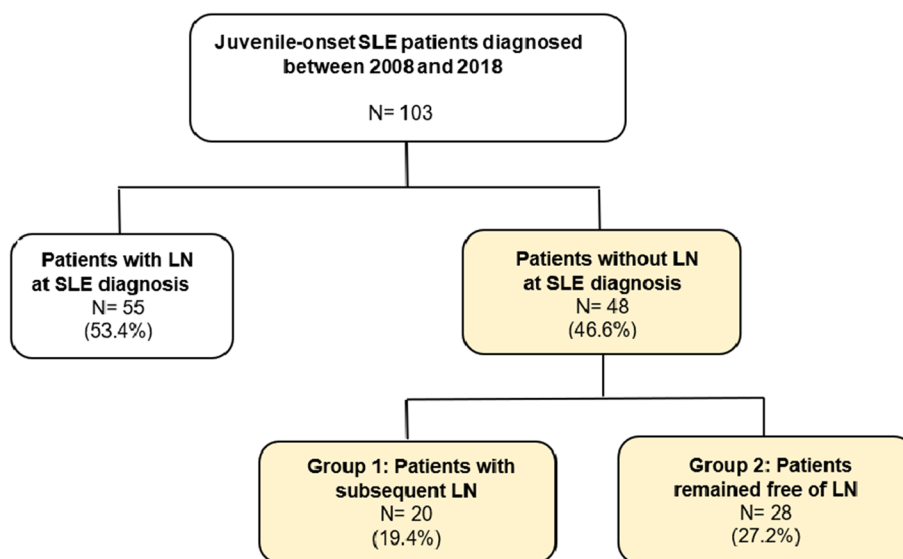 Juvenile-onset SLE patients diagnosed
between 2008 and 2018
N= 103
Patients with LN
at SLE diagnosis
N= 55
(53.4%)
Patients without LN
at SLE diagnosis
N= 48
(46.6%)
Group 1: Patients with
subsequent LN
N= 20
(19.4%)
Group 2: Patients
remained free of LN
N= 28
(27.2%)